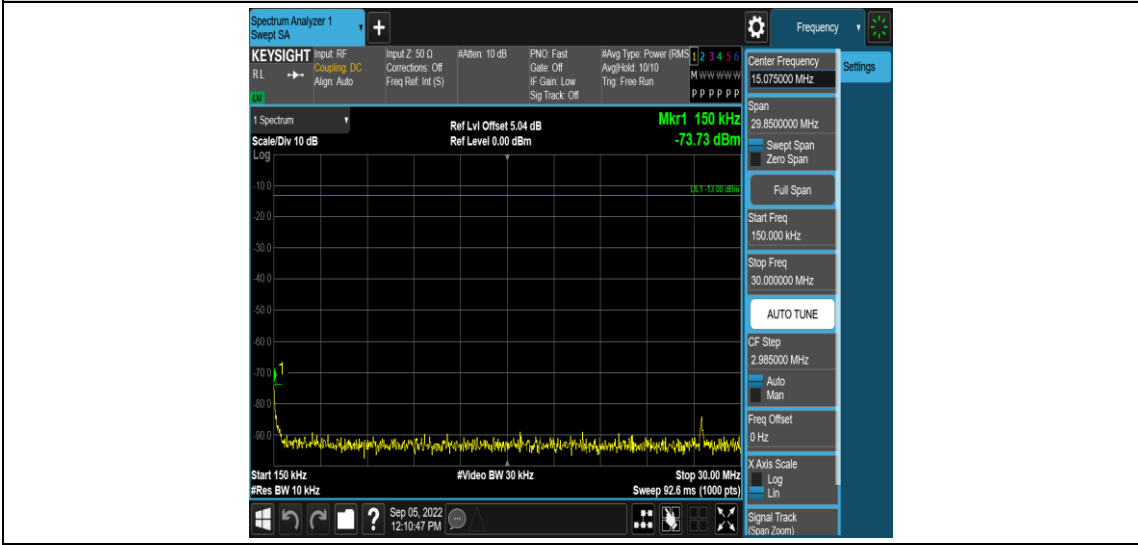 Spectrum Analyzer 1
Swept SA
+
Frequency
KEYSIGHT
RL
LM
Input: RF
Coupling: DC
Align: Auto
Input Z: 50 Ω
Corrections: Off
Freq Ref: Int (S)
#Atten: 10 dB
PNO: Fast
Gate: Off
IF Gain: Low
Sig Track: Off
#Avg Type: Power (RMS
Avg|Hold: 10/10
Trig: Free Run
1 2 3 4 5 6
M W W W W W
P P P P P P
1 Spectrum
Scale/Div 10 dB
Ref Lvl Offset 5.04 dB
Ref Level 0.00 dBm
Mkr1 150 kHz
-73.73 dBm
Log
-10.0
DL1 -13.00 dBm
-20.0
-30.0
-40.0
-50.0
-60.0
-70.0
1
-80.0
-90.0
Start 150 kHz
#Video BW 30 kHz
Stop 30.00 MHz
#Res BW 10 kHz
Sweep 92.6 ms (1000 pts)
?
Sep 05, 2022
12:10:47 PM
Center Frequency
15.075000 MHz
Settings
Span
29.8500000 MHz
Swept Span
Zero Span
Full Span
Start Freq
150.000 kHz
Stop Freq
30.000000 MHz
AUTO TUNE
CF Step
2.985000 MHz
Auto
Man
Freq Offset
0 Hz
X Axis Scale
Log
Lin
Signal Track
(Span Zoom)